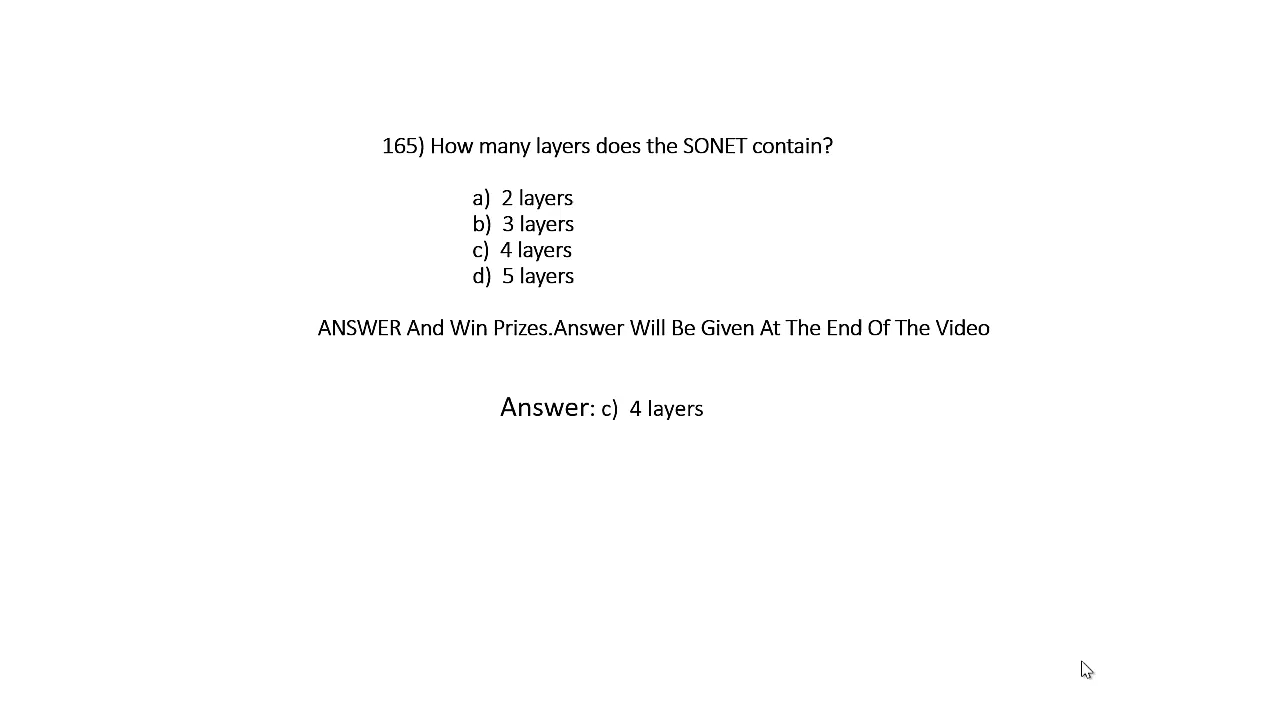 165) How many layers does the SONET contain?
a) 2 layers
b) 3 layers
c) 4 layers
d) 5 layers
ANSWER And Win Prizes.Answer Will Be Given At The End Of The Video
Answer: c) 4 layers